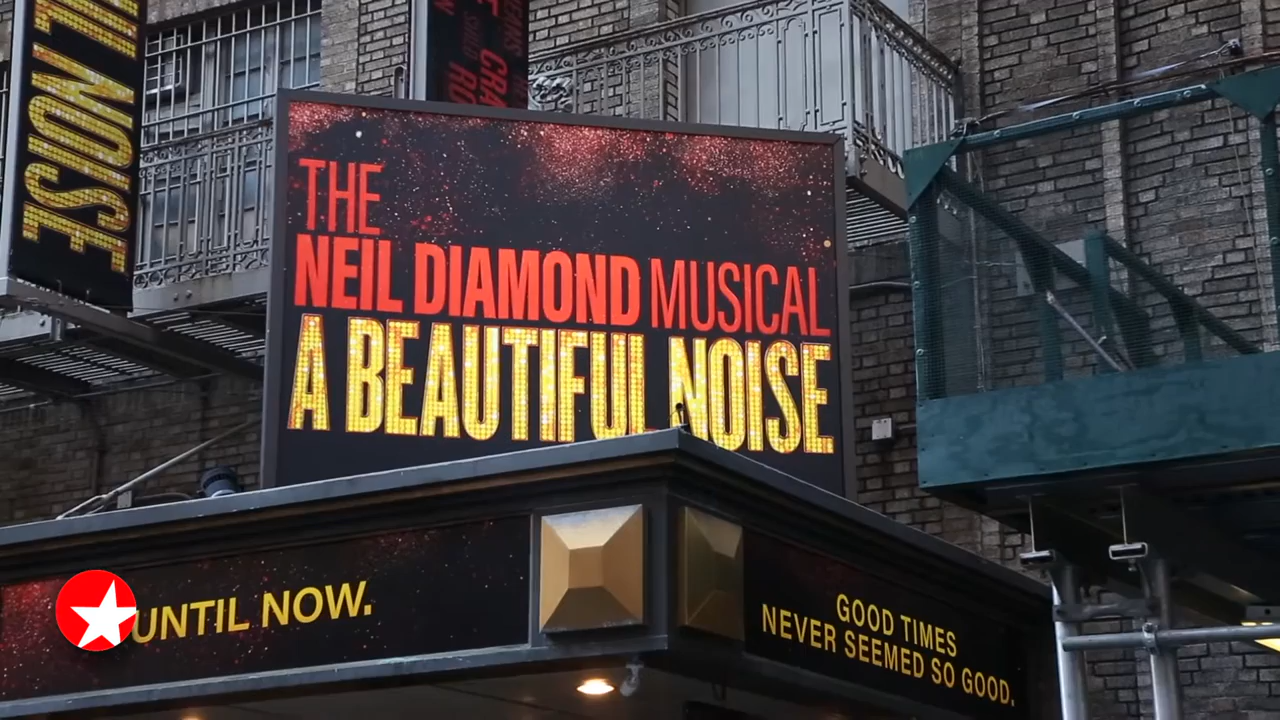 NOISE
THE
NEIL DIAMOND MUSICAL
A BEAUTIFUL NOISE
UNTIL NOW.
GOOD TIMES
NEVER SEEMED SO GOOD.